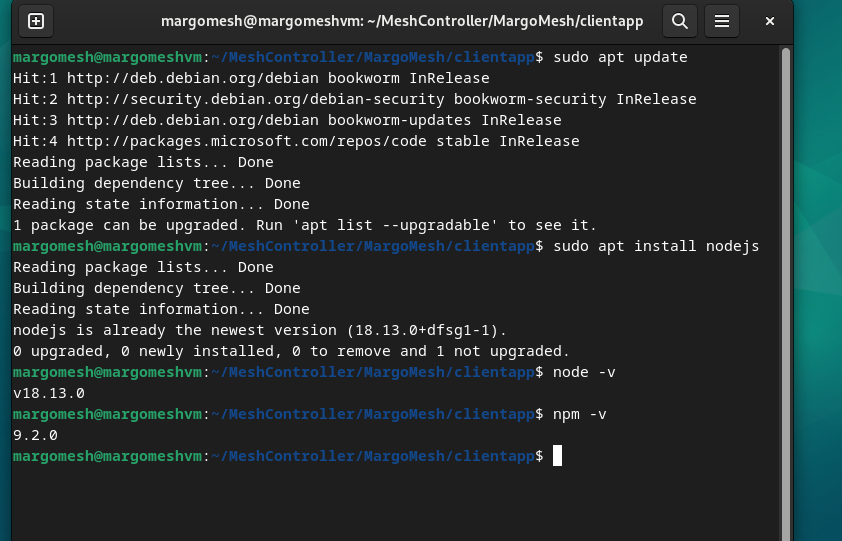 margomesh@margomeshvm: ~/MeshController/MargoMesh/clientapp
margomesh@margomeshvm:~/MeshController/MargoMesh/clientapp$ sudo apt update
Hit:1 http://deb.debian.org/debian bookworm InRelease
Hit:2 http://security.debian.org/debian-security bookworm-security InRelease
Hit:3 http://deb.debian.org/debian bookworm-updates InRelease
Hit:4 http://packages.microsoft.com/repos/code stable InRelease
Reading package lists... Done
Building dependency tree... Done
Reading state information... Done
1 package can be upgraded. Run 'apt list --upgradable' to see it.
margomesh@margomeshvm:~/MeshController/MargoMesh/clientapp$ sudo apt install nodejs
Reading package lists... Done
Building dependency tree... Done
Reading state information... Done
nodejs is already the newest version (18.13.0+dfsg1-1).
0 upgraded, 0 newly installed, 0 to remove and 1 not upgraded.
margomesh@margomeshvm:~/MeshController/MargoMesh/clientapp$ node -v
v18.13.0
margomesh@margomeshvm:~/MeshController/MargoMesh/clientapp$ npm -v
9.2.0
margomesh@margomeshvm:~/MeshController/MargoMesh/clientapp$